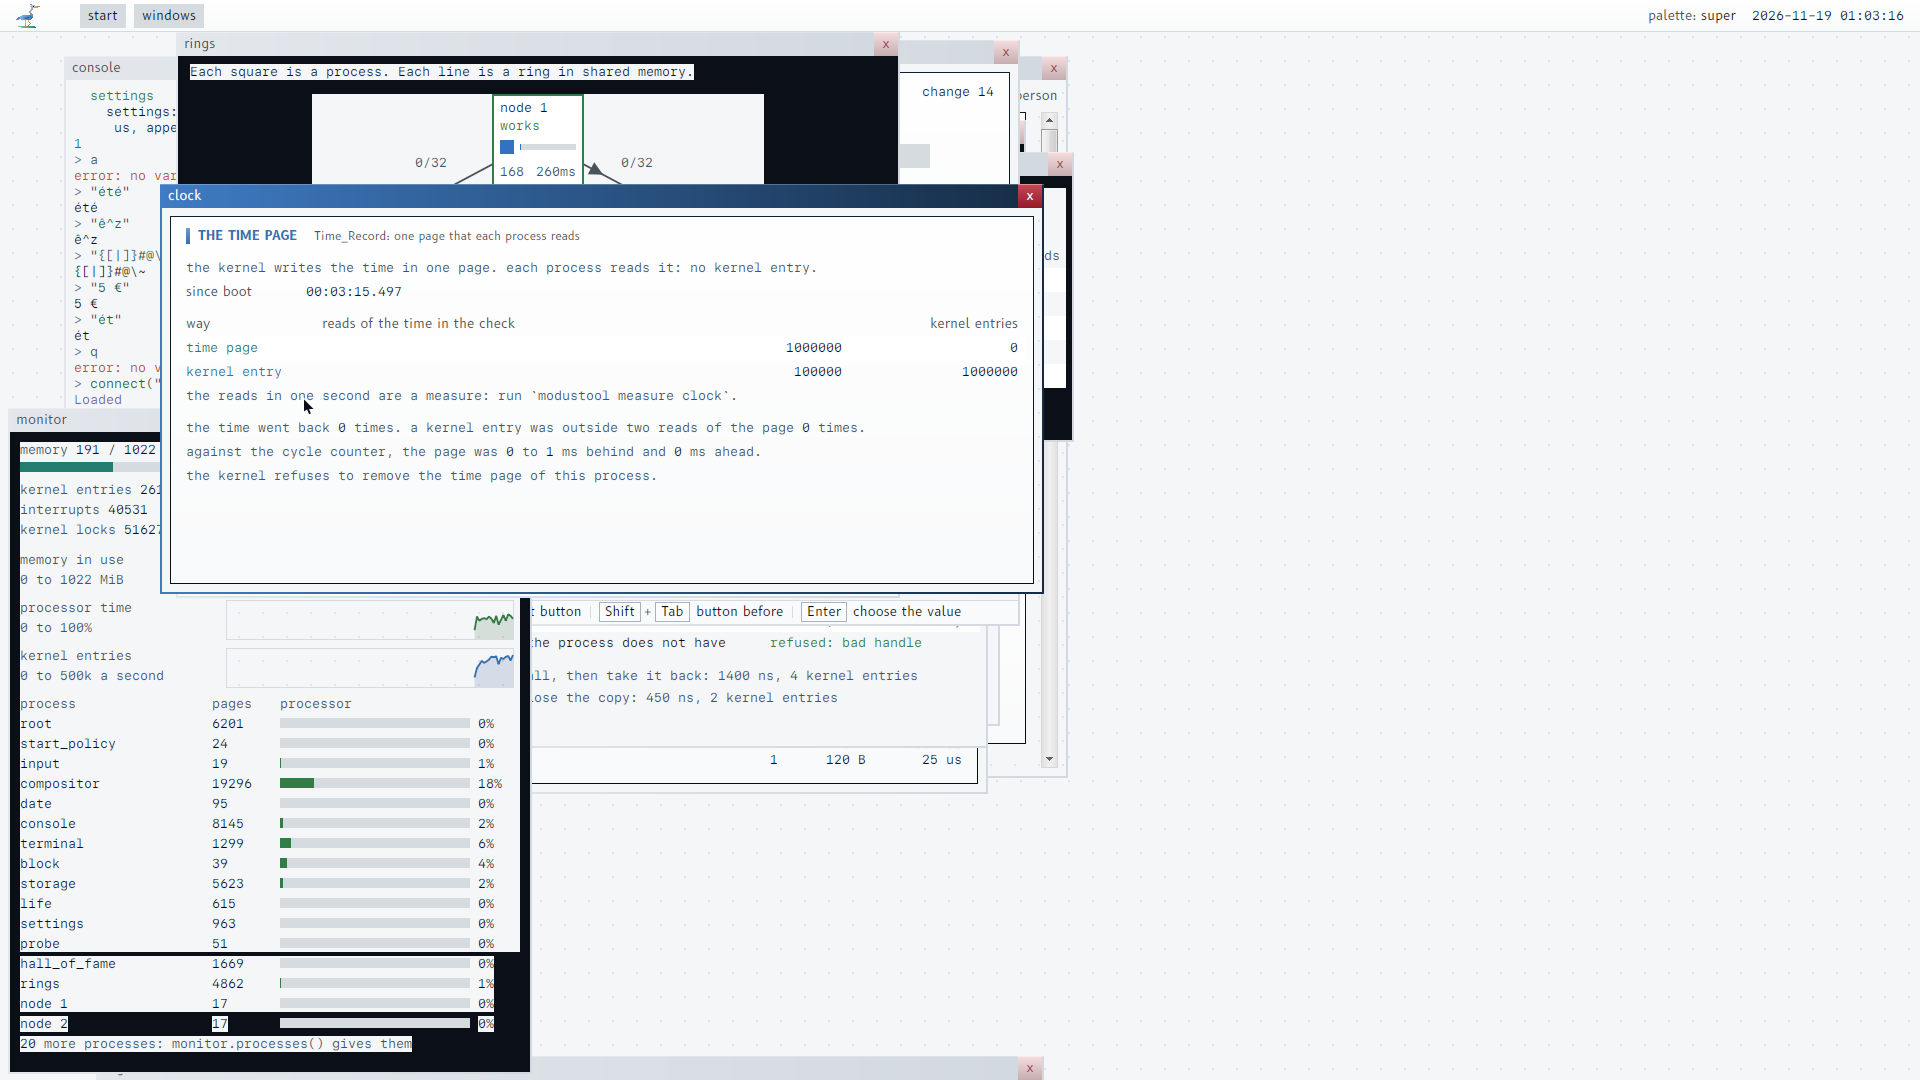 start windows palette: super 2026-11-19 01:03:16
rings x
x
console
x
Each square is a process. Each line is a ring in shared memory.
settings
settings:
us, appe
1
> a
error: no var
> "été"
été
> "ê^z"
ê^z
> "{[|]}#@\
{[|]}#@\~
> "5 €"
5 €
> "ét"
ét
> q
error: no v
> connect("
Loaded
node 1
works
0/32 0/32
168 260ms
change 14
erson
x
ds
clock x
THE TIME PAGE Time_Record: one page that each process reads
the kernel writes the time in one page. each process reads it: no kernel entry.
since boot 00:03:15.497
way reads of the time in the check kernel entries
time page 1000000 0
kernel entry 100000 1000000
the reads in one second are a measure: run `modustool measure clock`.
the time went back 0 times. a kernel entry was outside two reads of the page 0 times.
against the cycle counter, the page was 0 to 1 ms behind and 0 ms ahead.
the kernel refuses to remove the time page of this process.
monitor
memory 191 / 1022
kernel entries 261
interrupts 40531
kernel locks 51627
memory in use
0 to 1022 MiB
processor time
0 to 100%
kernel entries
0 to 500k a second
process pages processor
root 6201 0%
start_policy 24 0%
input 19 1%
compositor 19296 18%
date 95 0%
console 8145 2%
terminal 1299 6%
block 39 4%
storage 5623 2%
life 615 0%
settings 963 0%
probe 51 0%
hall_of_fame 1669 0%
rings 4862 1%
node 1 17 0%
node 2 17 0%
20 more processes: monitor.processes() gives them
t button Shift + Tab button before Enter choose the value
the process does not have refused: bad handle
all, then take it back: 1400 ns, 4 kernel entries
lose the copy: 450 ns, 2 kernel entries
1 120 B 25 us
x